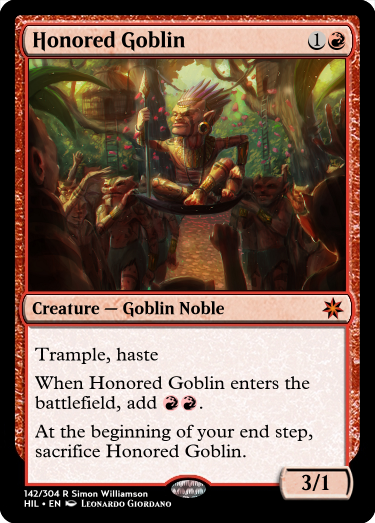 Honored Goblin 1
Creature — Goblin Noble
Trample, haste
When Honored Goblin enters the
battlefield, add.
At the beginning of your end step,
sacrifice Honored Goblin.
3/1
142/304 R Simon Williamson
HIL • EN Leonardo Giordano